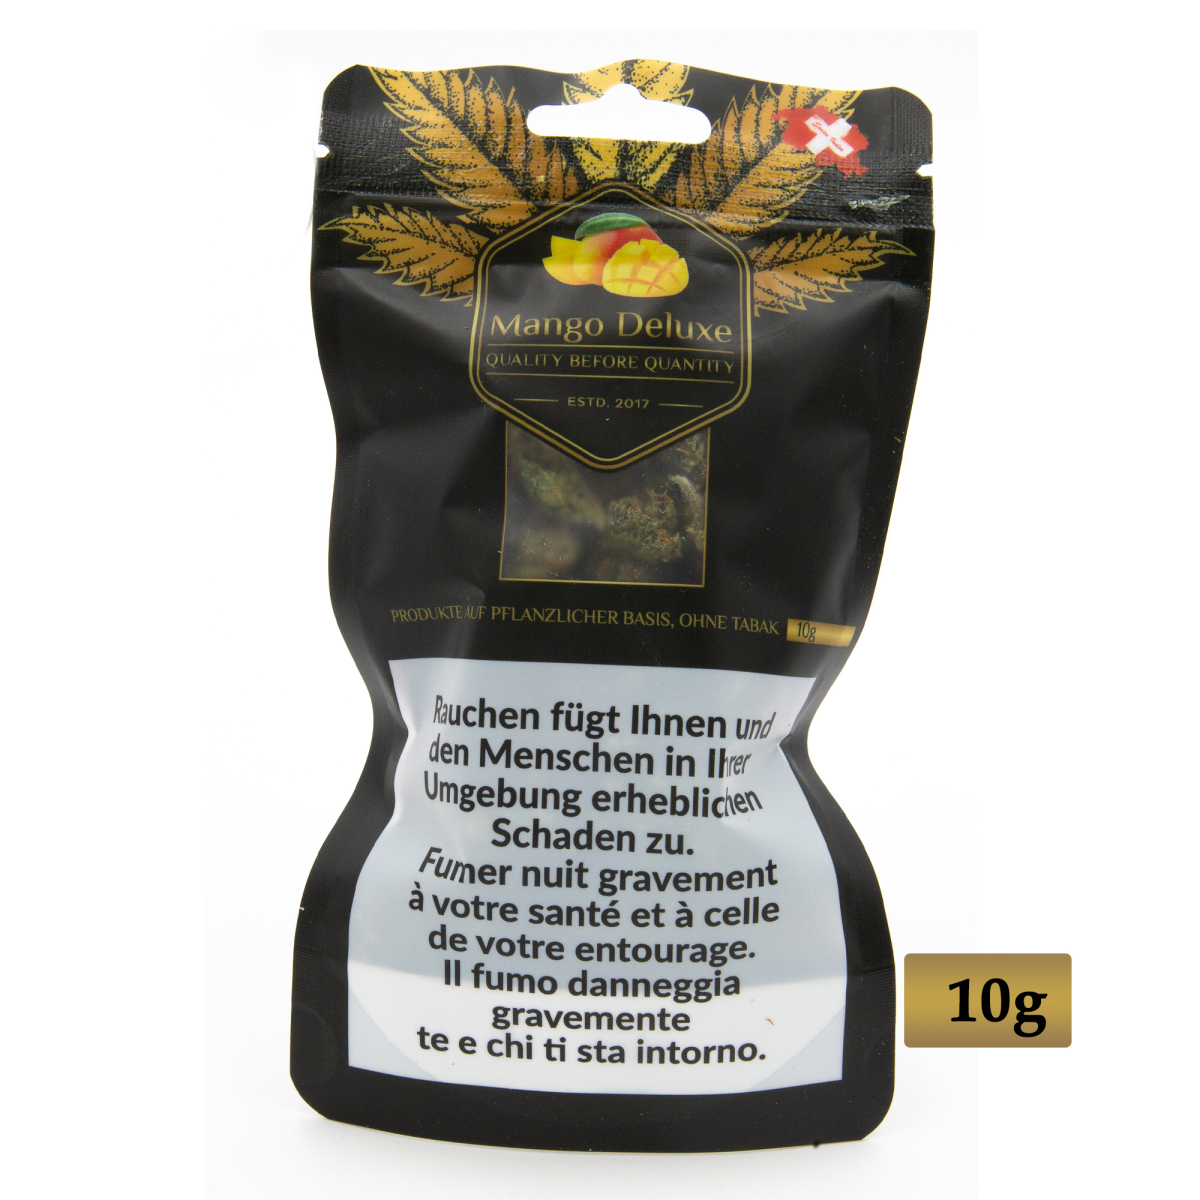 Mango Deluxe
QUALITY BEFORE QUANTITY
ESTD. 2017
PRODUKTE AUF PFLANZLICHER BASIS, OHNE TABAK
10g
Rauchen fügt Ihnen und
den Menschen in Ihrer
Umgebung erheblichen
Schaden zu.
Fumer nuit gravement
à votre santé et à celle
de votre entourage.
Il fumo danneggia
gravemente
te e chi ti sta intorno.
10g